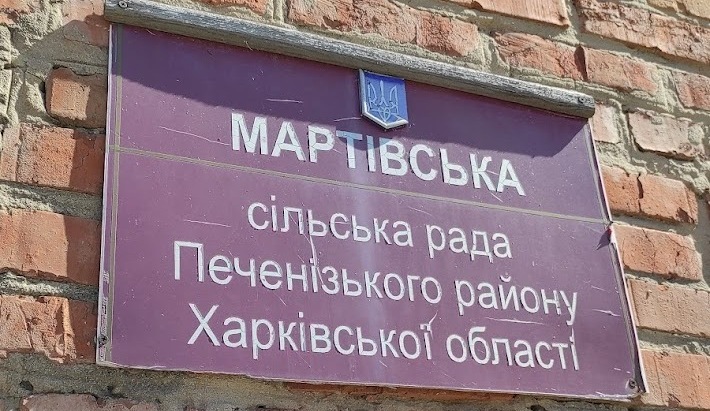 МАРТІВСЬКА
сільська рада
Печенізького району
Харківської області